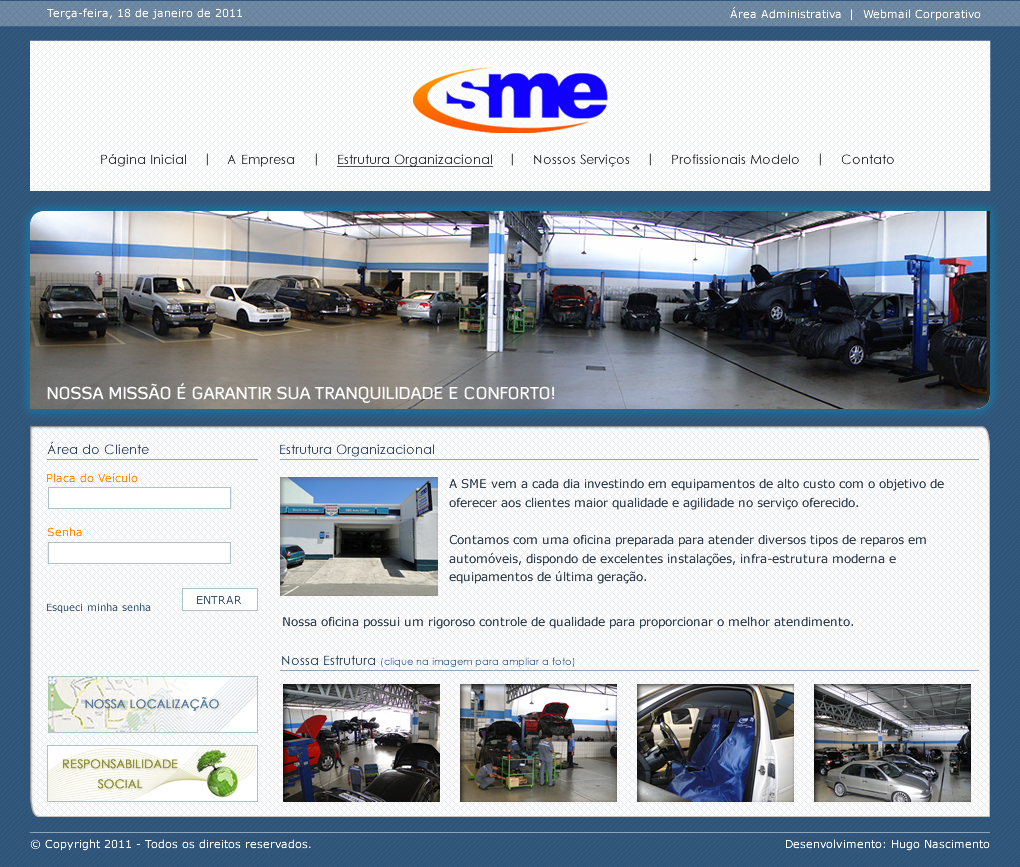 Terça-feira, 18 de janeiro de 2011
Área Administrativa | Webmail Corporativo
sme
Página Inicial | A Empresa | Estrutura Organizacional | Nossos Serviços | Profissionais Modelo | Contato
NOSSA MISSÃO É GARANTIR SUA TRANQUILIDADE E CONFORTO!
Área do Cliente
Placa do Veículo
Senha
Esqueci minha senha
ENTRAR
NOSSA LOCALIZAÇÃO
RESPONSABILIDADE
SOCIAL
Estrutura Organizacional
A SME vem a cada dia investindo em equipamentos de alto custo com o objetivo de
oferecer aos clientes maior qualidade e agilidade no serviço oferecido.
Contamos com uma oficina preparada para atender diversos tipos de reparos em
automóveis, dispondo de excelentes instalações, infra-estrutura moderna e
equipamentos de última geração.
Nossa oficina possui um rigoroso controle de qualidade para proporcionar o melhor atendimento.
Nossa Estrutura (clique na imagem para ampliar a foto)
© Copyright 2011 - Todos os direitos reservados.
Desenvolvimento: Hugo Nascimento